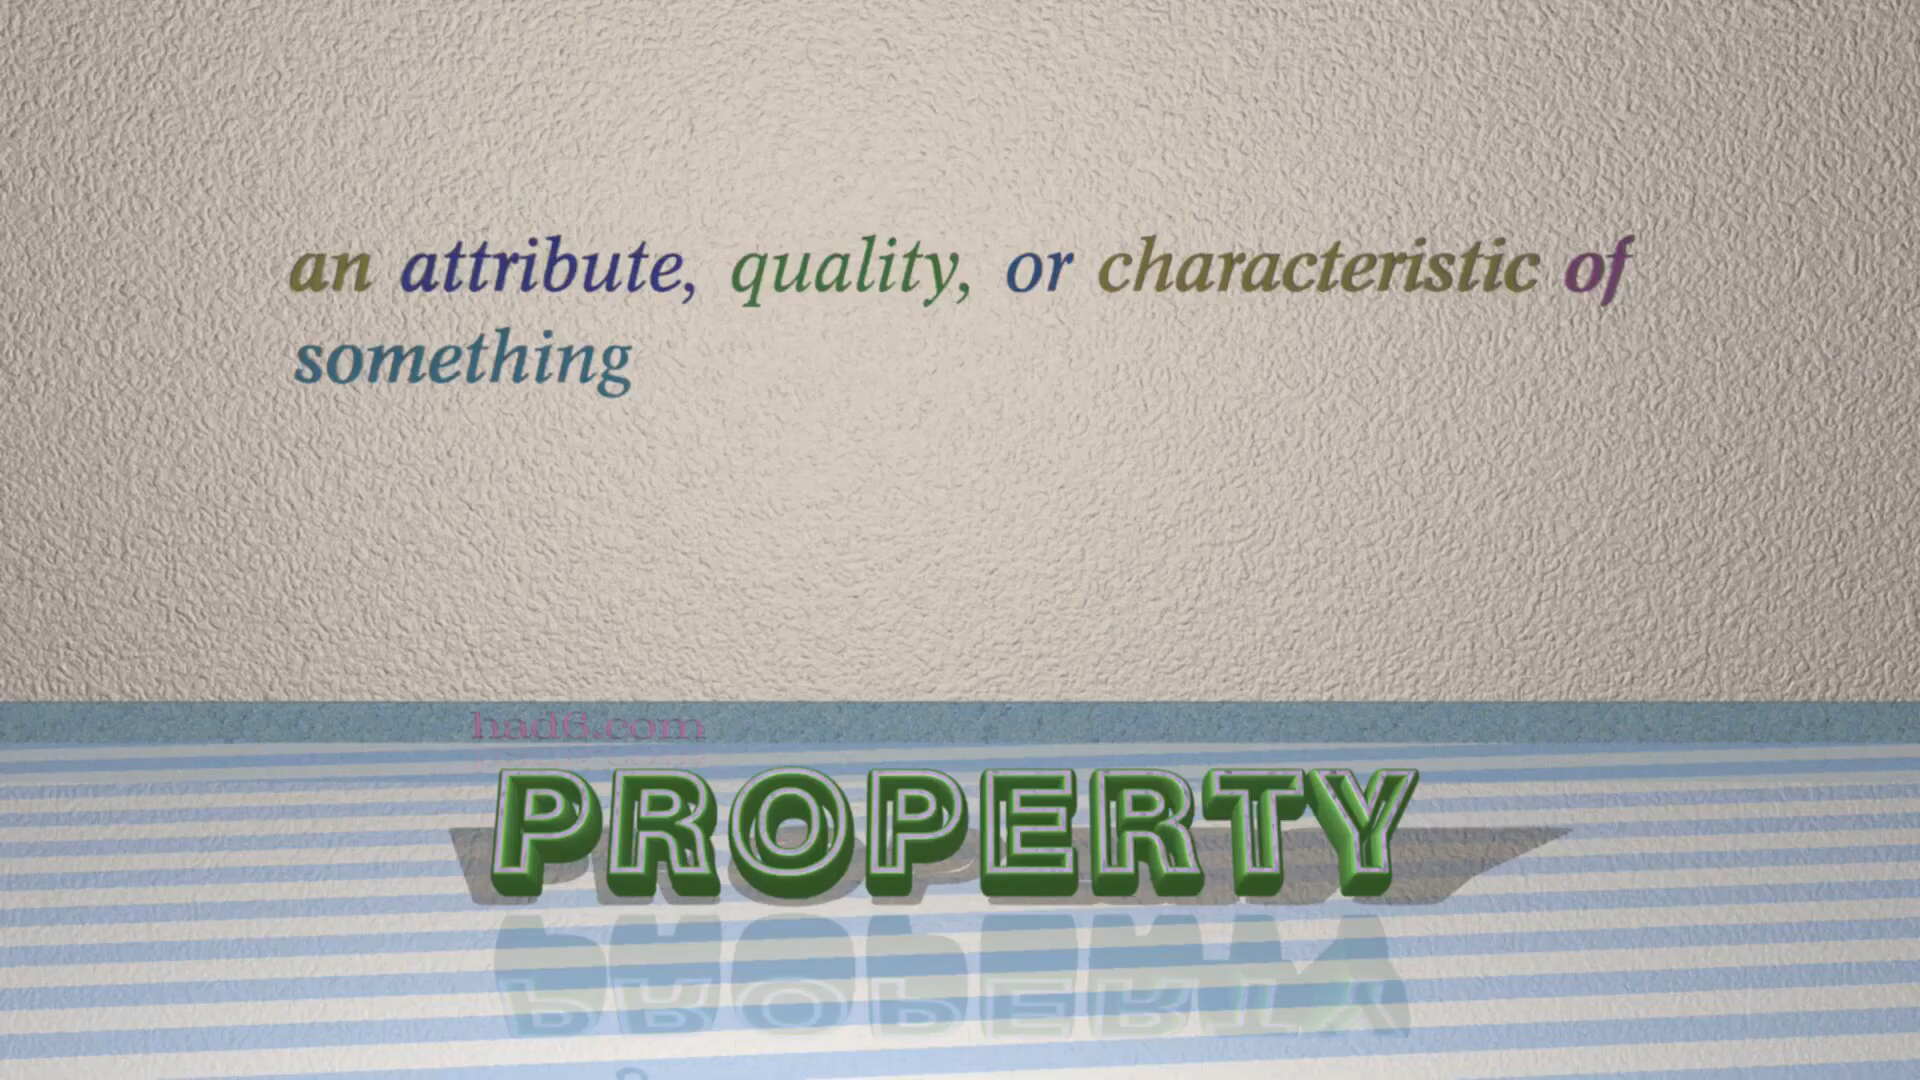 an attribute, quality, or characteristic of
something
had6.com
PROPERTY